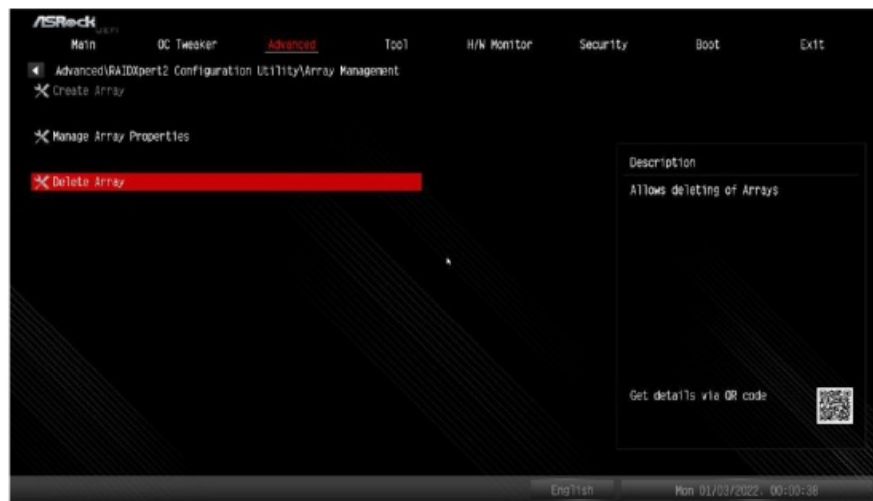 ASRock
UEFI
Main OC Tweaker Advanced Tool H/W Monitor Security Boot Exit
Advanced\RAIDXpert2 Configuration Utility\Array Management
Create Array
Manage Array Properties
Delete Array
Description
Allows deleting of Arrays
Get details via QR code
English Mon 01/03/2022, 00:00:38